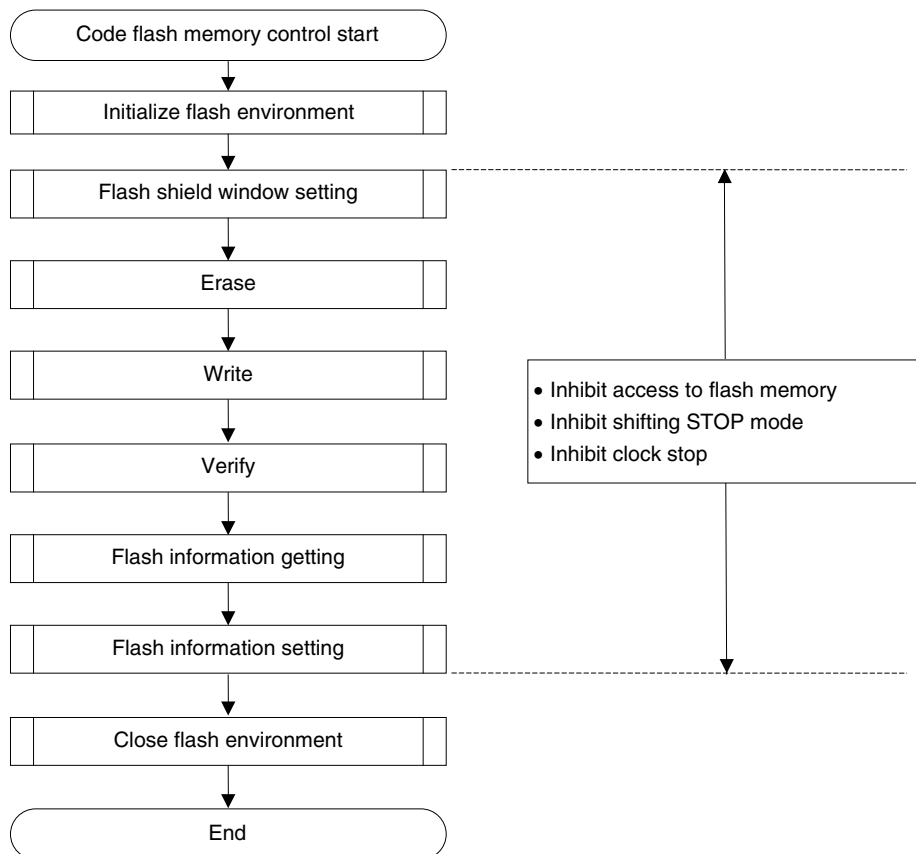 Code flash memory control start
Initialize flash environment
Flash shield window setting
Erase
Write
Verify
Flash information getting
Flash information setting
Close flash environment
End
• Inhibit access to flash memory
• Inhibit shifting STOP mode
• Inhibit clock stop